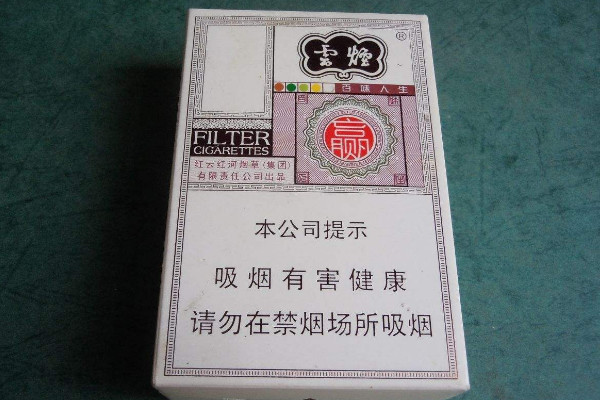 雲煙
®
百味人生
赢
FILTER
CIGARETTES
红云红河烟草(集团)
有限责任公司出品
本公司提示
吸烟有害健康
请勿在禁烟场所吸烟